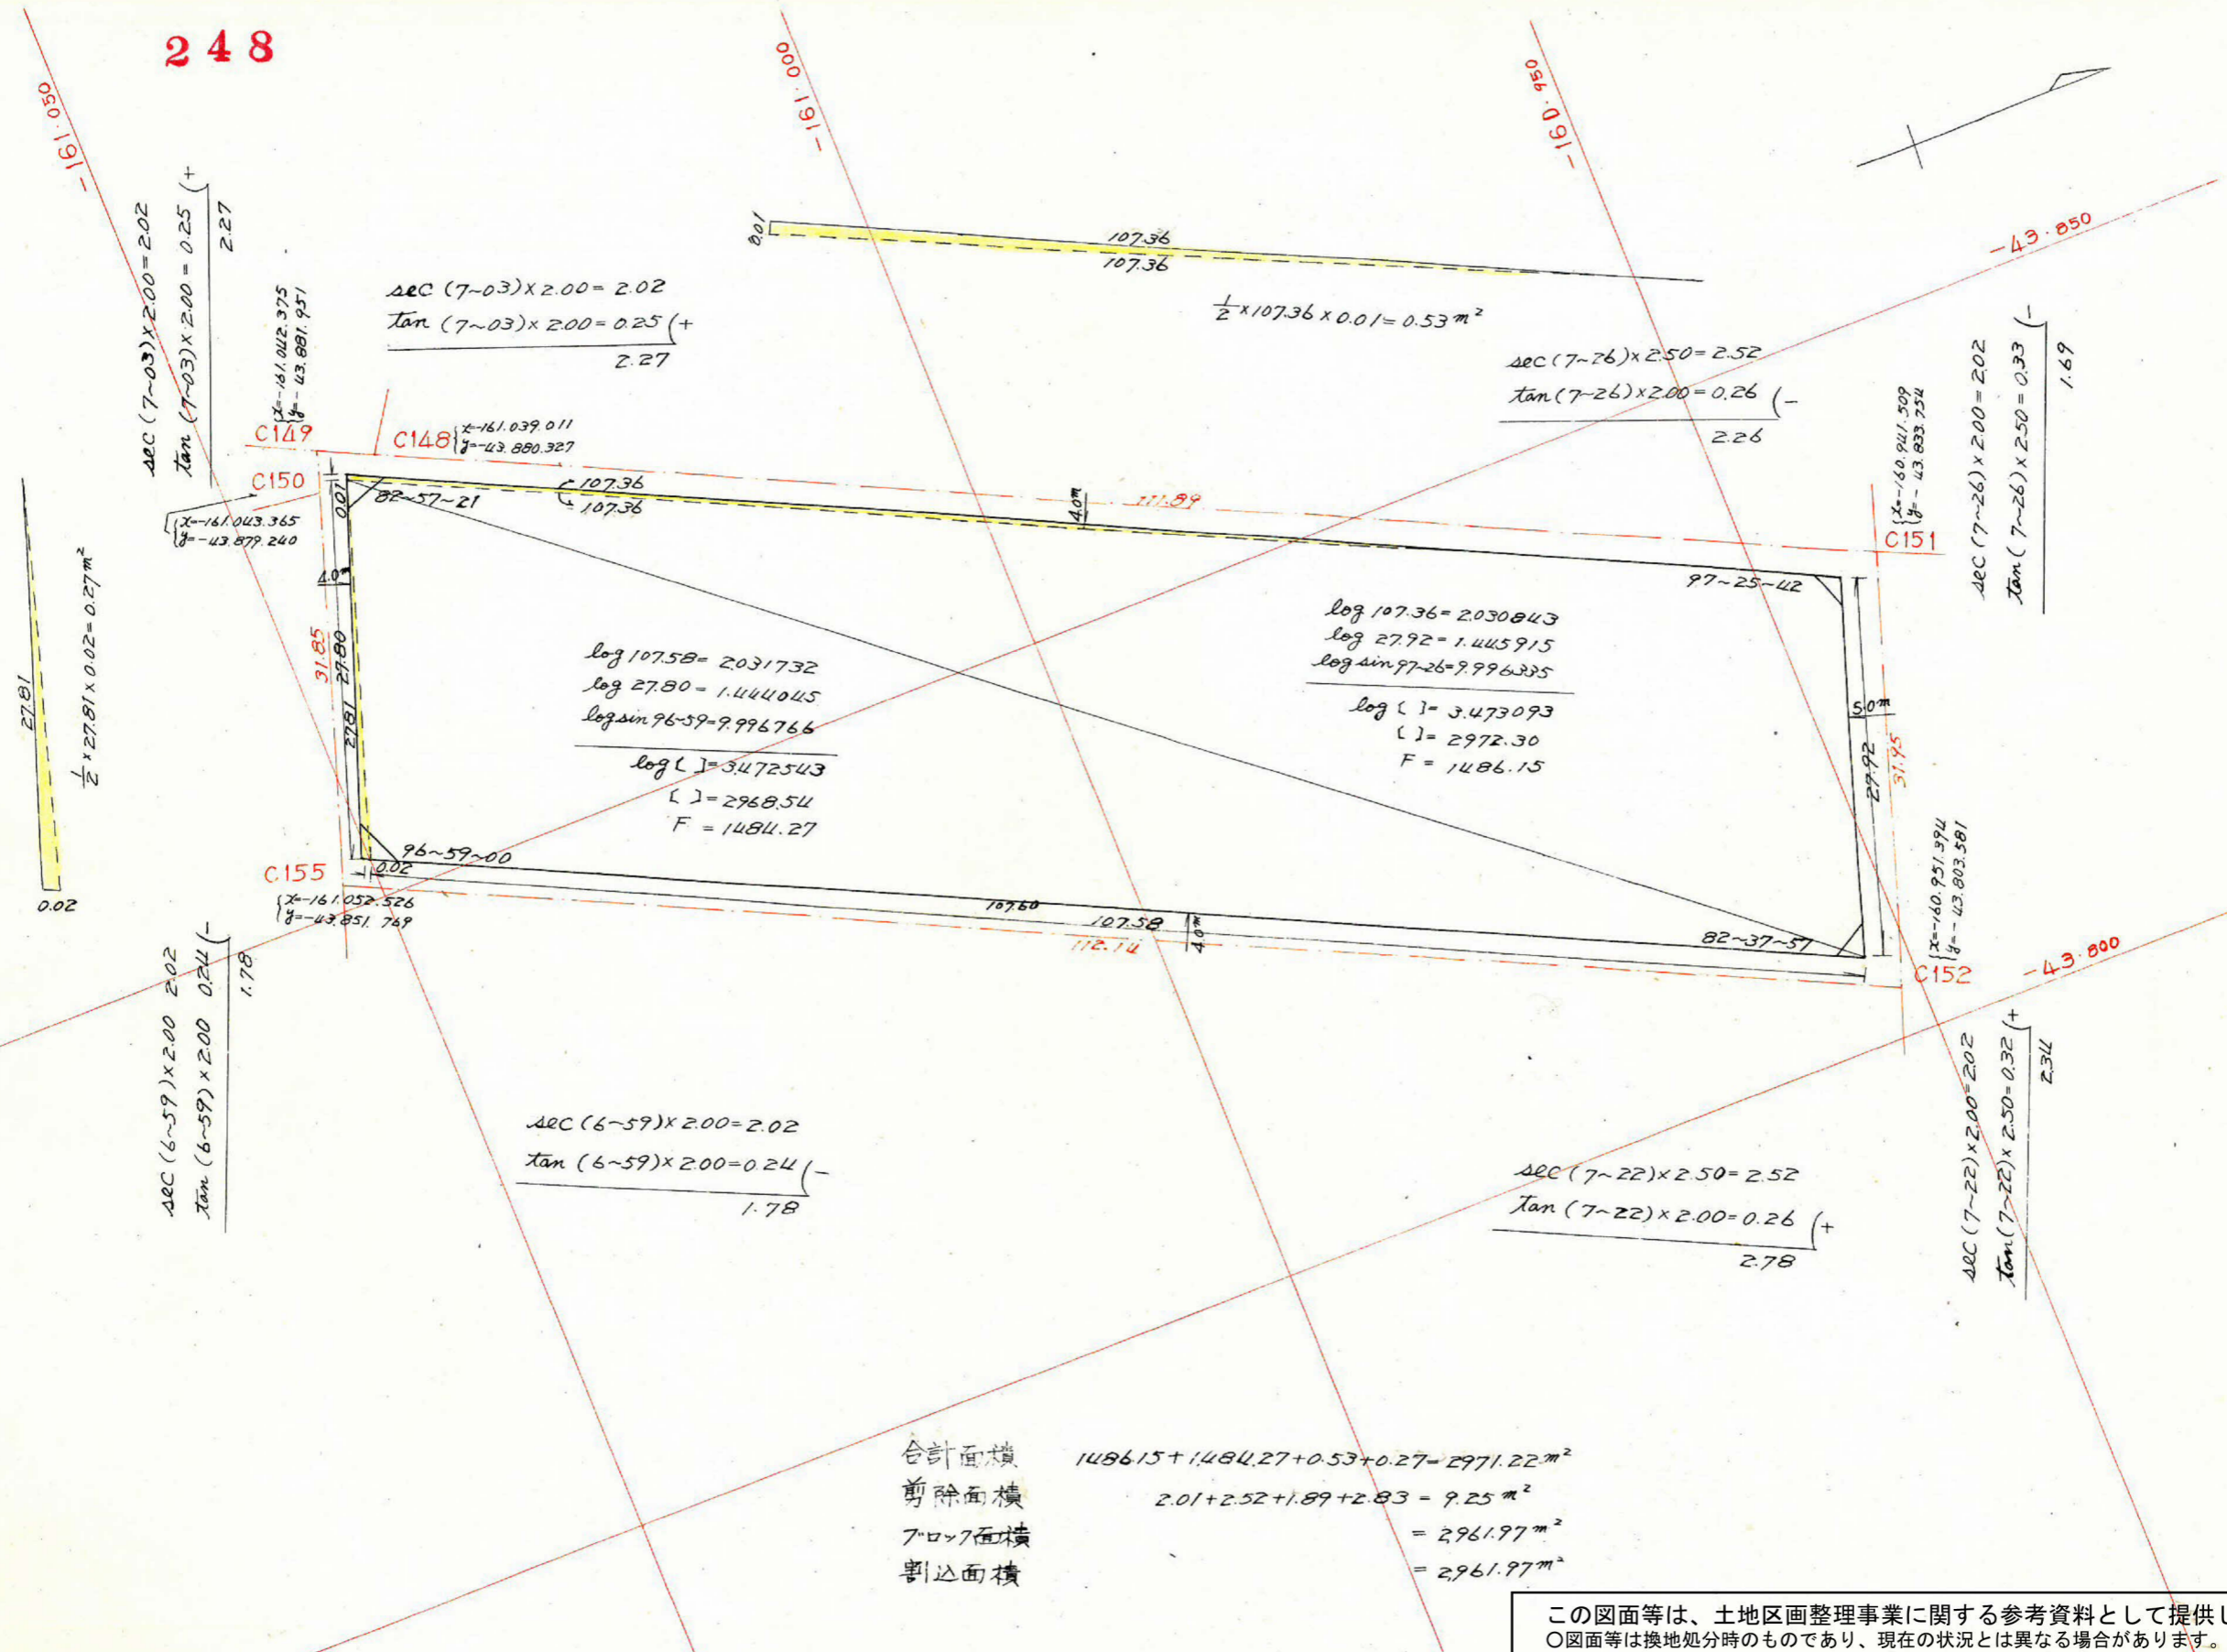 248
-161.050
-161.000
-160.950
-43.850
-43.800
sec (7~03)×2.00=2.02
tan (7~03)×2.00=0.25 (+
2.27
x=-161.042.375
y=-43.881.951
C149
sec (7~03)×2.00=2.02
tan (7~03)×2.00=0.25 (+
2.27
C148
x=-161.039.011
y=-43.880.327
0.01
107.36
107.36
1/2×107.36×0.01=0.53m²
sec (7~26)×2.50=2.52
tan (7~26)×2.00=0.26 (-
2.26
x=-160.941.509
y=-43.833.754
C151
sec (7~26)×2.00=2.02
tan (7~26)×2.50=0.33 (-
1.69
C150
x=-161.043.365
y=-43.879.240
0.01
82~57~21
107.36
107.36
4.0m
111.89
97~25~42
4.0m
31.85
27.80
27.81
27.81
0.02
1/2×27.81×0.02=0.27m²
log 107.58=2.031732
log 27.80=1.444045
log sin 96~59=9.996766
log [ ]=3.472543
[ ]=2968.54
F=1484.27
log 107.36=2.030843
log 27.92=1.445915
log sin 97~26=9.996335
log [ ]=3.473093
[ ]=2972.30
F=1486.15
5.0m
27.92
31.95
96~59~00
0.02
C155
x=-161.052.526
y=-43.851.769
107.60
107.58
112.14
4.0m
82~37~57
x=-160.951.394
y=-43.803.581
C152
sec (6~59)×2.00 2.02
tan (6~59)×2.00 0.24 (-
1.78
sec (6~59)×2.00=2.02
tan (6~59)×2.00=0.24 (-
1.78
sec (7~22)×2.50=2.52
tan (7~22)×2.00=0.26 (+
2.78
sec (7~22)×2.00=2.02
tan (7~22)×2.50=0.32 (+
2.34
合計面積 1486.15+1484.27+0.53+0.27=2971.22m²
剪除面積 2.01+2.52+1.89+2.83=9.25m²
ブロック面積 =2961.97m²
割込面積 =2961.97m²
この図面等は、土地区画整理事業に関する参考資料として提供し
○図面等は換地処分時のものであり、現在の状況とは異なる場合があります。